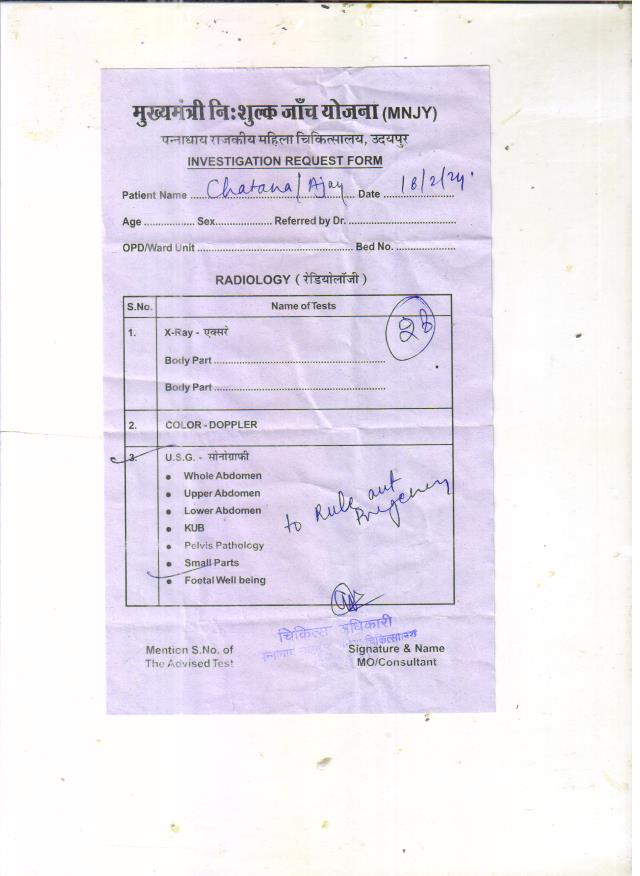 मुख्यमंत्री नि:शुल्क जाँच योजना (MNJY)
पन्नाधाय राजकीय महिला चिकित्सालय, उदयपुर
INVESTIGATION REQUEST FORM
Patient Name Chatana/Ajay Date 18/2/24
Age ................. Sex................... Referred by Dr. ....................................
OPD/Ward Unit .................................................... Bed No. ....................
RADIOLOGY ( रेडियोलॉजी )
S.No. Name of Tests
1. X-Ray - एक्सरे
Body Part .........................................................
Body Part .........................................................
2. COLOR - DOPPLER
3. U.S.G. - सोनोग्राफी
• Whole Abdomen
• Upper Abdomen
• Lower Abdomen
• KUB
to Rule out
Pregency
• Pelvis Pathology
• Small Parts
• Foetal Well being
चिकित्सा अधिकारी
पन्नाधाय चिकित्सालय
Mention S.No. of Signature & Name
The Advised Test MO/Consultant